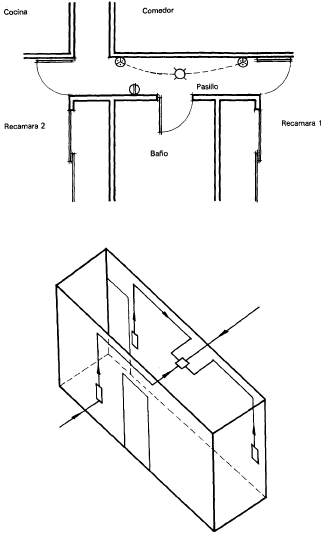 Cocina
Comedor
Pasillo
Recamara 2
Recamara 1
Baño